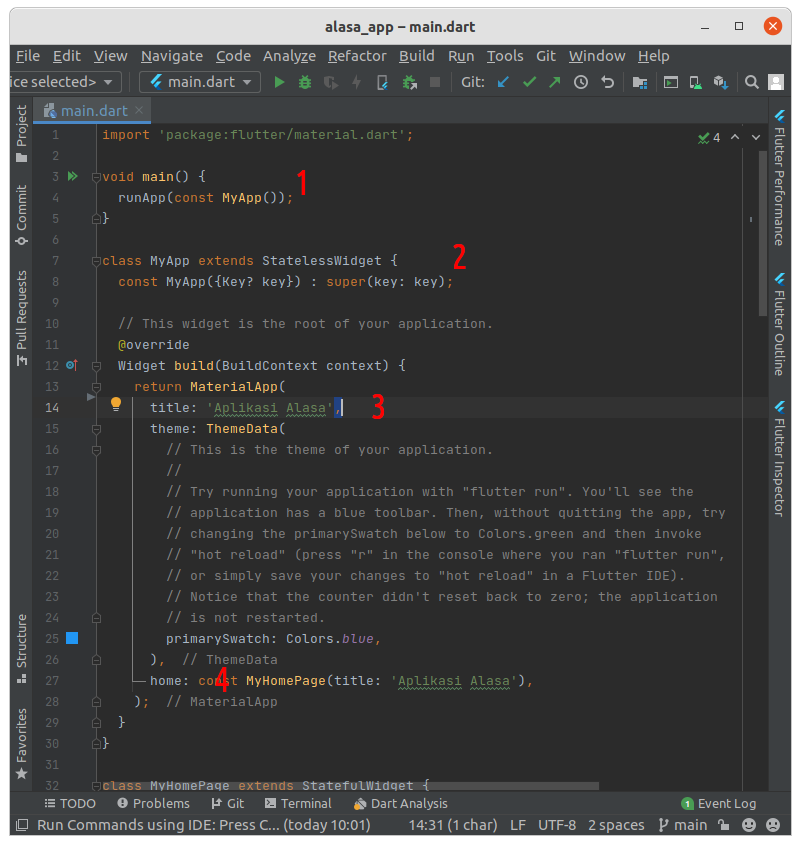 alasa_app – main.dart
File Edit View Navigate Code Analyze Refactor Build Run Tools Git Window Help
ice selected> main.dart Git:
main.dart
Project
Commit
Pull Requests
Structure
Favorites
4
1 import 'package:flutter/material.dart';
2
3 void main() {
1
4 runApp(const MyApp());
5 }
6
7 class MyApp extends StatelessWidget {
2
8 const MyApp({Key? key}) : super(key: key);
9
10 // This widget is the root of your application.
11 @override
12 Widget build(BuildContext context) {
13 return MaterialApp(
14 title: 'Aplikasi Alasa',
3
15 theme: ThemeData(
16 // This is the theme of your application.
17 //
18 // Try running your application with "flutter run". You'll see the
19 // application has a blue toolbar. Then, without quitting the app, try
20 // changing the primarySwatch below to Colors.green and then invoke
21 // "hot reload" (press "r" in the console where you ran "flutter run",
22 // or simply save your changes to "hot reload" in a Flutter IDE).
23 // Notice that the counter didn't reset back to zero; the application
24 // is not restarted.
25 primarySwatch: Colors.blue,
26 ), // ThemeData
27 home: const MyHomePage(title: 'Aplikasi Alasa'),
4
28 ); // MaterialApp
29 }
30 }
31
32 class MyHomePage extends StatefulWidget {
Flutter Performance
Flutter Outline
Flutter Inspector
TODO Problems Git Terminal Dart Analysis 1 Event Log
Run Commands using IDE: Press C... (today 10:01) 14:31 (1 char) LF UTF-8 2 spaces main